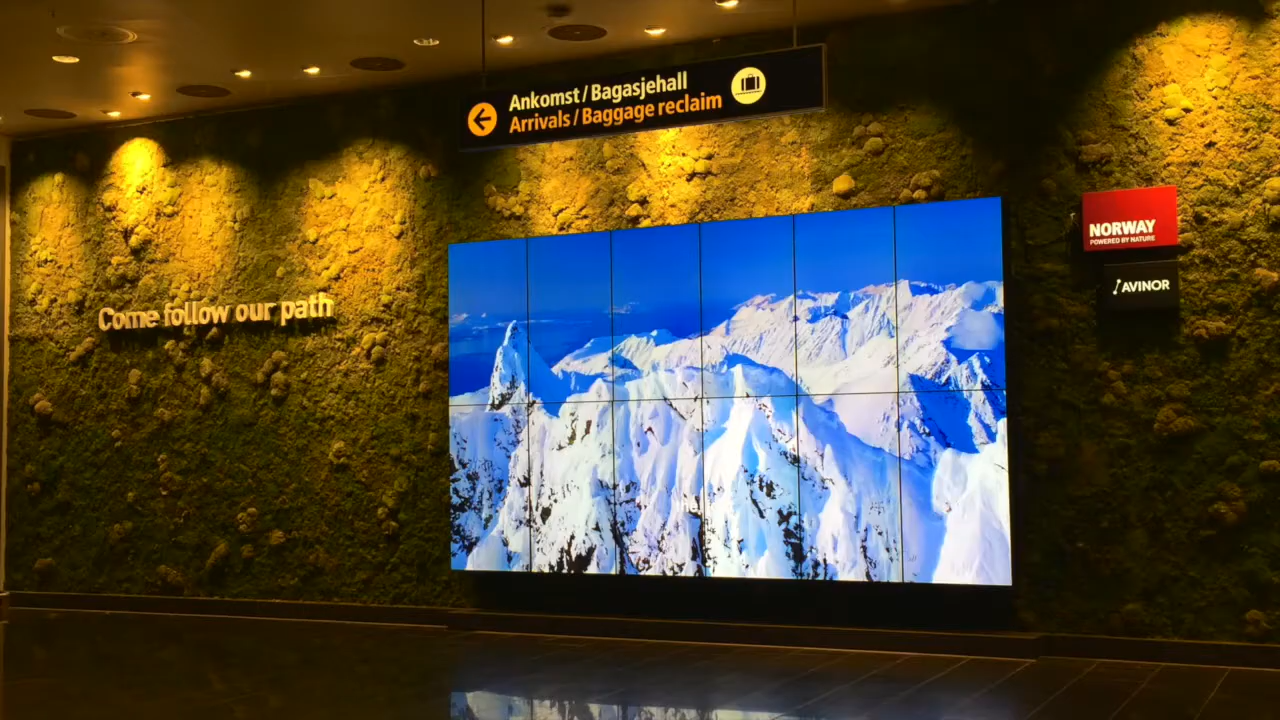 Ankomst / Bagasjehall
Arrivals / Baggage reclaim
Come follow our path
NORWAY
POWERED BY NATURE
AVINOR